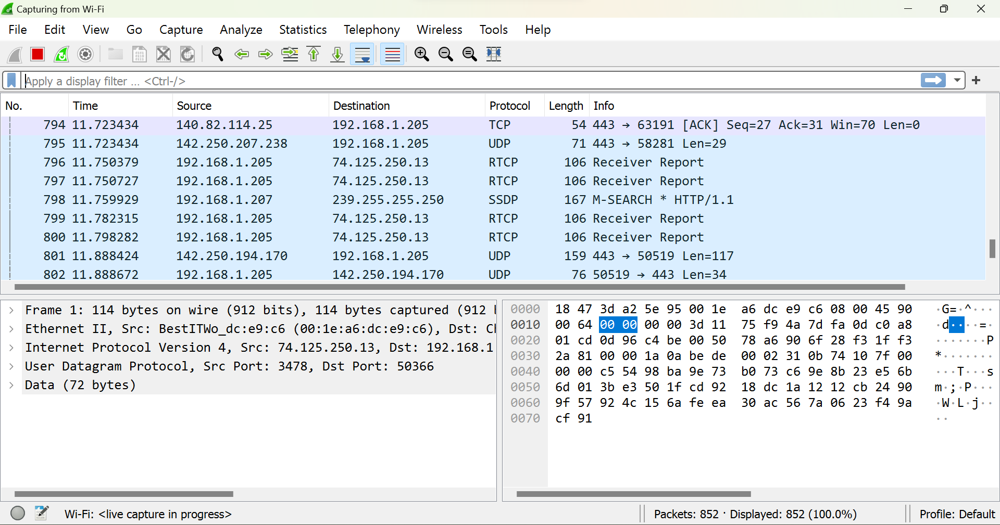 Capturing from Wi-Fi
File Edit View Go Capture Analyze Statistics Telephony Wireless Tools Help
Apply a display filter ... <Ctrl-/>
No. Time Source Destination Protocol Length Info
794 11.723434 140.82.114.25 192.168.1.205 TCP 54 443 → 63191 [ACK] Seq=27 Ack=31 Win=70 Len=0
795 11.723434 142.250.207.238 192.168.1.205 UDP 71 443 → 58281 Len=29
796 11.750379 192.168.1.205 74.125.250.13 RTCP 106 Receiver Report
797 11.750727 192.168.1.205 74.125.250.13 RTCP 106 Receiver Report
798 11.759929 192.168.1.207 239.255.255.250 SSDP 167 M-SEARCH * HTTP/1.1
799 11.782315 192.168.1.205 74.125.250.13 RTCP 106 Receiver Report
800 11.798282 192.168.1.205 74.125.250.13 RTCP 106 Receiver Report
801 11.888424 142.250.194.170 192.168.1.205 UDP 159 443 → 50519 Len=117
802 11.888672 192.168.1.205 142.250.194.170 UDP 76 50519 → 443 Len=34
Frame 1: 114 bytes on wire (912 bits), 114 bytes captured (912
Ethernet II, Src: BestITWo_dc:e9:c6 (00:1e:a6:dc:e9:c6), Dst:
Internet Protocol Version 4, Src: 74.125.250.13, Dst: 192.168.1
User Datagram Protocol, Src Port: 3478, Dst Port: 50366
Data (72 bytes)
0000 18 47 3d a2 5e 95 00 1e a6 dc e9 c6 08 00 45 90 ·G=·^···
0010 00 64 00 00 00 00 3d 11 75 f9 4a 7d fa 0d c0 a8 ·d····=·
0020 01 cd 0d 96 c4 be 00 50 78 a6 90 6f 28 f3 1f f3 ·······P
0030 2a 81 00 00 1a 0a be de 00 02 31 0b 74 10 7f 00 *·······
0040 00 00 c5 54 98 ba 9e 73 b0 73 c6 9e 8b 23 e5 6b ···T···s
0050 6d 01 3b e3 50 1f cd 92 18 dc 1a 12 12 cb 24 90 m·;·P···
0060 9f 57 92 4c 15 6a fe ea 30 ac 56 7a 06 23 f4 9a ·W·L·j··
0070 cf 91 ··
Wi-Fi: <live capture in progress> Packets: 852 · Displayed: 852 (100.0%) Profile: Default